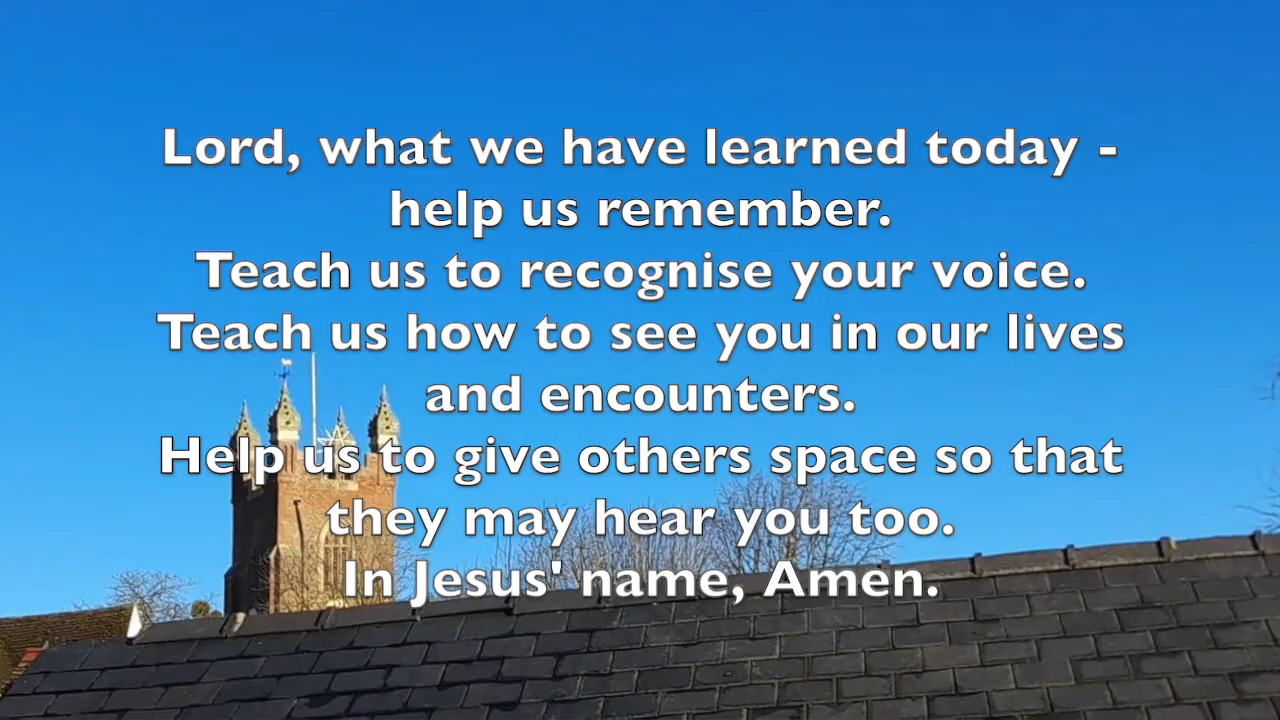 Lord, what we have learned today -
help us remember.
Teach us to recognise your voice.
Teach us how to see you in our lives
and encounters.
Help us to give others space so that
they may hear you too.
In Jesus' name, Amen.